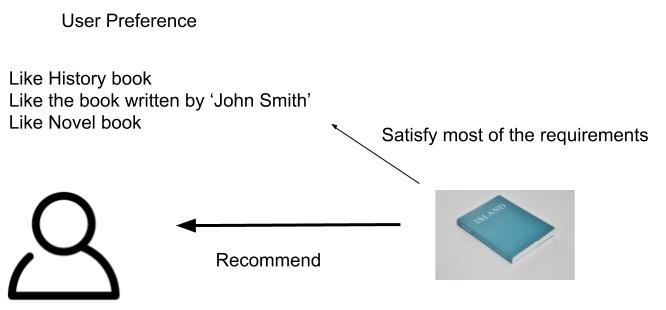 User Preference
Like History book
Like the book written by ‘John Smith’
Like Novel book
Satisfy most of the requirements
ISLAND
Recommend